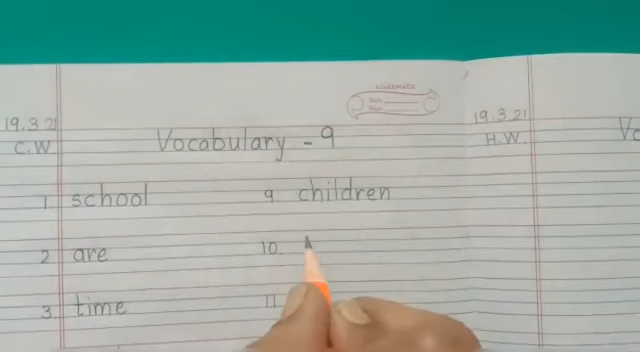 19.3.21
C.W
Vocabulary - 9
1 school
9 children
2 are
10.
3 time
11
19.3.21
H.W